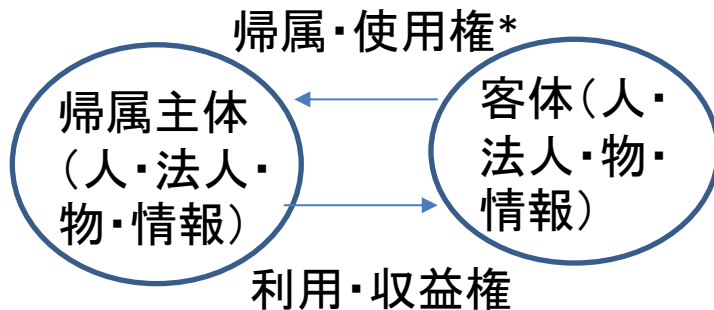 帰属・使用権*
帰属主体
（人・法人・
物・情報）
客体（人・
法人・物・
情報）
利用・収益権